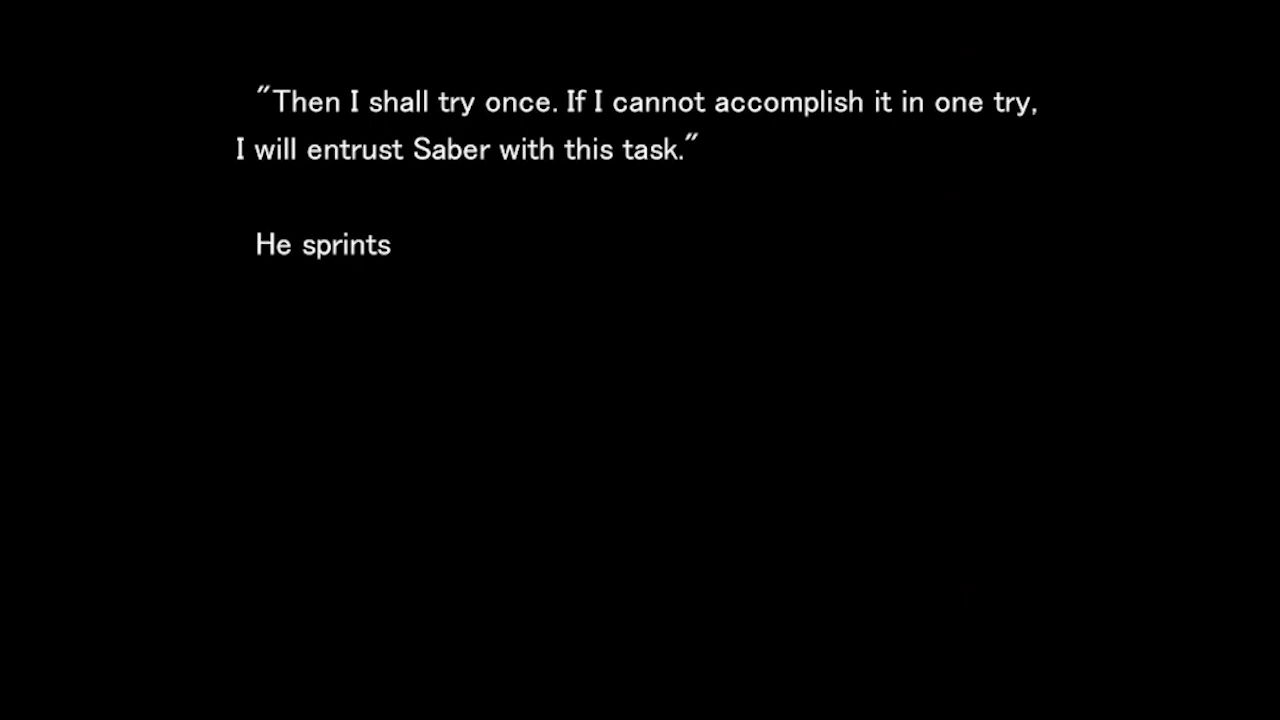 "Then I shall try once. If I cannot accomplish it in one try,
I will entrust Saber with this task."
He sprints